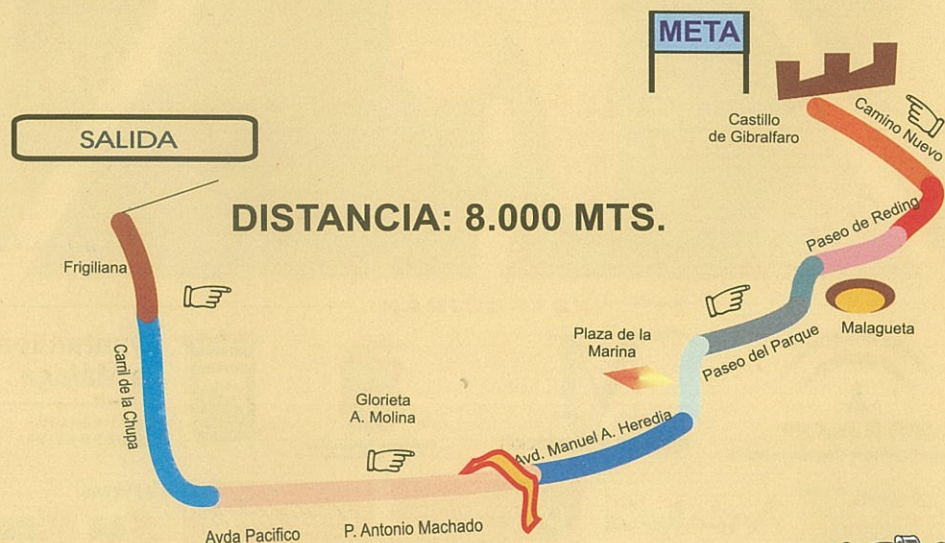 META
Castillo
de Gibralfaro
Camino Nuevo
SALIDA
DISTANCIA: 8.000 MTS.
Paseo de Reding
Frigiliana
Malagueta
Plaza de la
Marina
Paseo del Parque
Carril de la Chupa
Glorieta
A. Molina
Avd. Manuel A. Heredia
Avda Pacifico
P. Antonio Machado